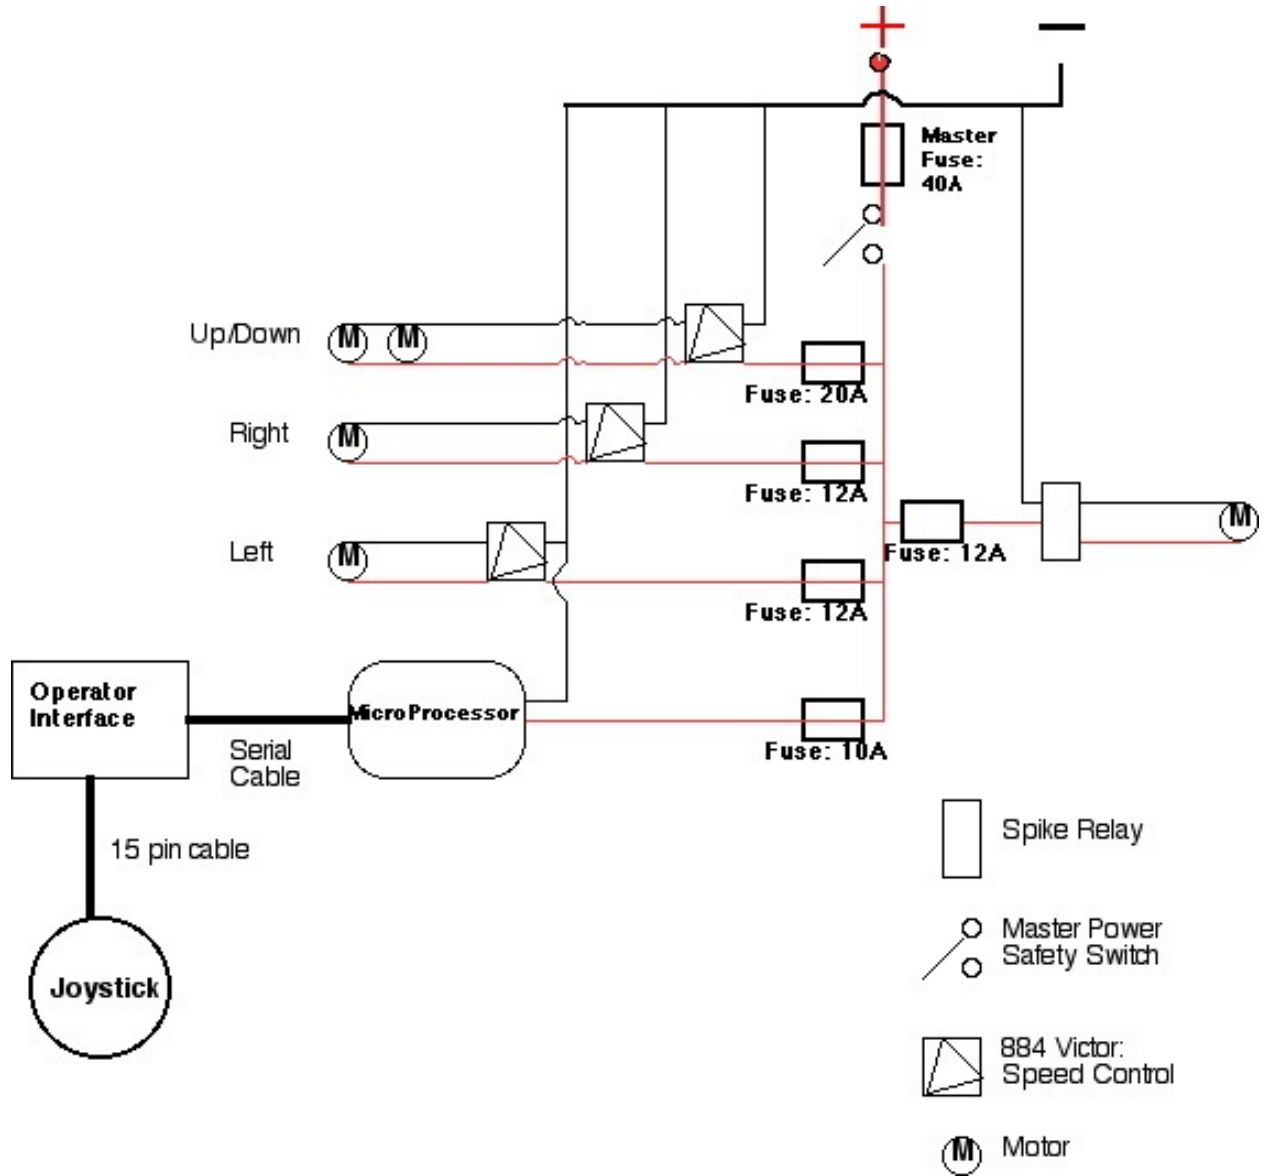 +
−
Master
Fuse:
40A
Up/Down
M
M
Fuse: 20A
Right
M
Fuse: 12A
Left
M
Fuse: 12A
Fuse: 12A
M
Operator
Interface
MicroProcessor
Serial
Cable
Fuse: 10A
15 pin cable
Joystick
Spike Relay
Master Power
Safety Switch
884 Victor:
Speed Control
M
Motor